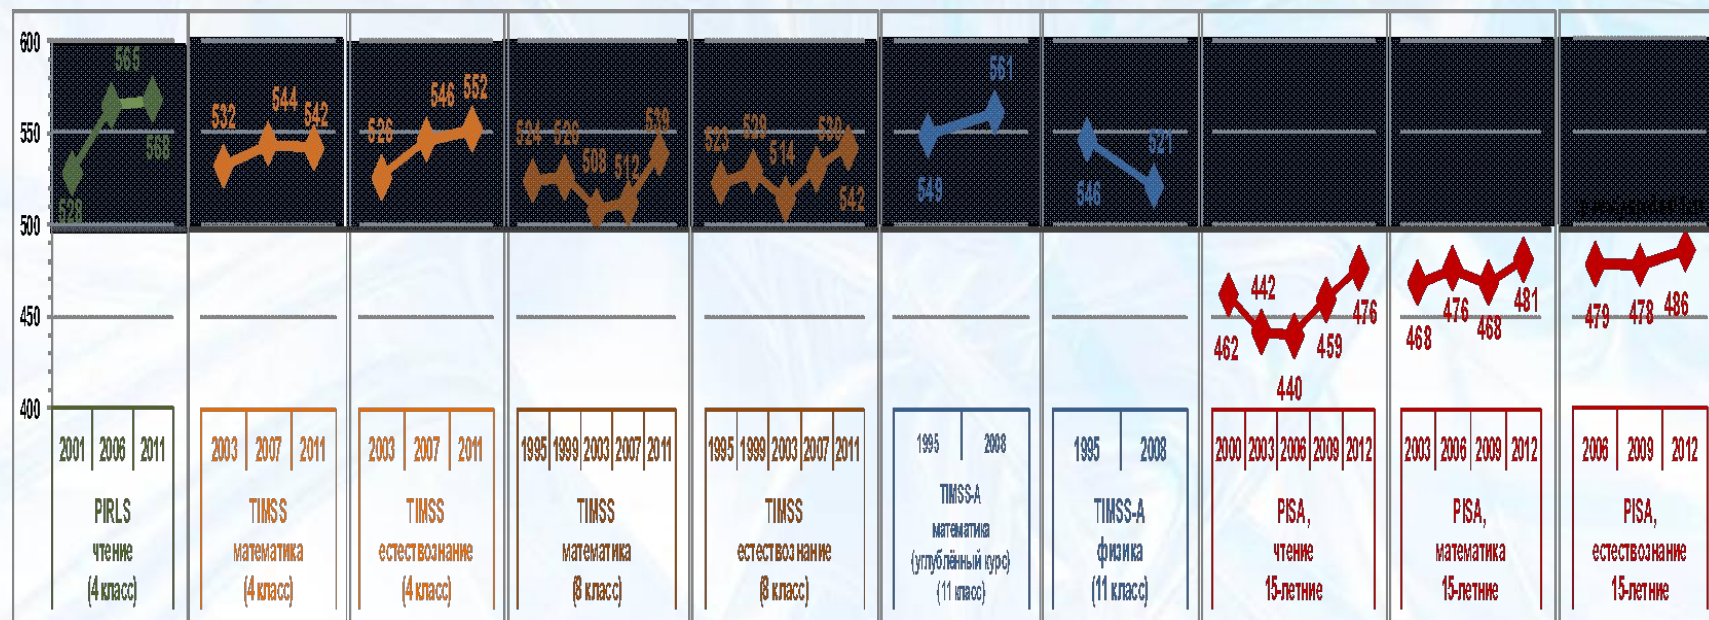 600
550
500
450
400
528
565
568
532
544
542
526
546
552
524
526
508
512
539
523
529
514
530
542
549
561
546
521
462
442
440
459
476
468
476
468
481
479
478
486
2001 2006 2011
PIRLS
чтение
(4 класс)
2003 2007 2011
TIMSS
математика
(4 класс)
2003 2007 2011
TIMSS
естествознание
(4 класс)
1995 1999 2003 2007 2011
TIMSS
математика
(8 класс)
1995 1999 2003 2007 2011
TIMSS
естествознание
(8 класс)
1995 2008
TIMSS-A
математика
(углублённый курс)
(11 класс)
1995 2008
TIMSS-A
физика
(11 класс)
2000 2003 2006 2009 2012
PISA,
чтение
15-летние
2003 2006 2009 2012
PISA,
математика
15-летние
2006 2009 2012
PISA,
естествознание
15-летние